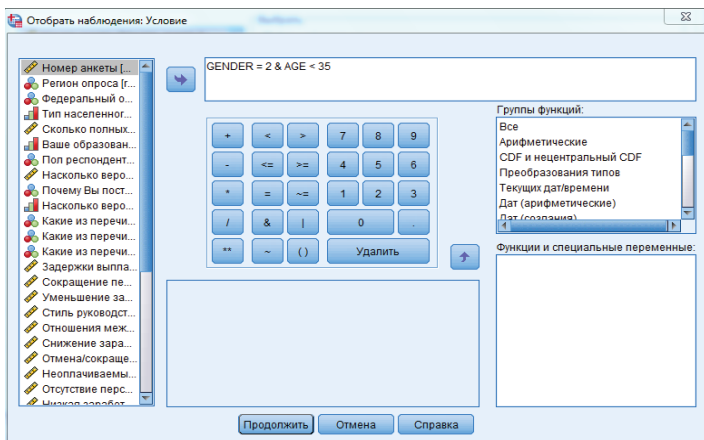 Отобрать наблюдения: Условие
Номер анкеты [...
Регион опроса [г...
Федеральный о...
Тип населенног...
Сколько полных...
Ваше образован...
Пол респондент...
Насколько веро...
Почему Вы пост...
Насколько веро...
Какие из перечи...
Какие из перечи...
Какие из перечи...
Задержки выпла...
Сокращение пе...
Уменьшение за...
Стиль руководст...
Отношения меж...
Снижение зара...
Отмена/сокраще...
Неоплачиваемы...
Отсутствие перс...
Низкая заработ...
GENDER = 2 & AGE < 35
+ < > 7 8 9
- <= >= 4 5 6
* = ~= 1 2 3
/ & | 0 .
** ~ ( ) Удалить
Группы функций:
Все
Арифметические
CDF и нецентральный CDF
Преобразования типов
Текущих дат/времени
Дат (арифметические)
Дат (создания)
Функции и специальные переменные:
Продолжить Отмена Справка